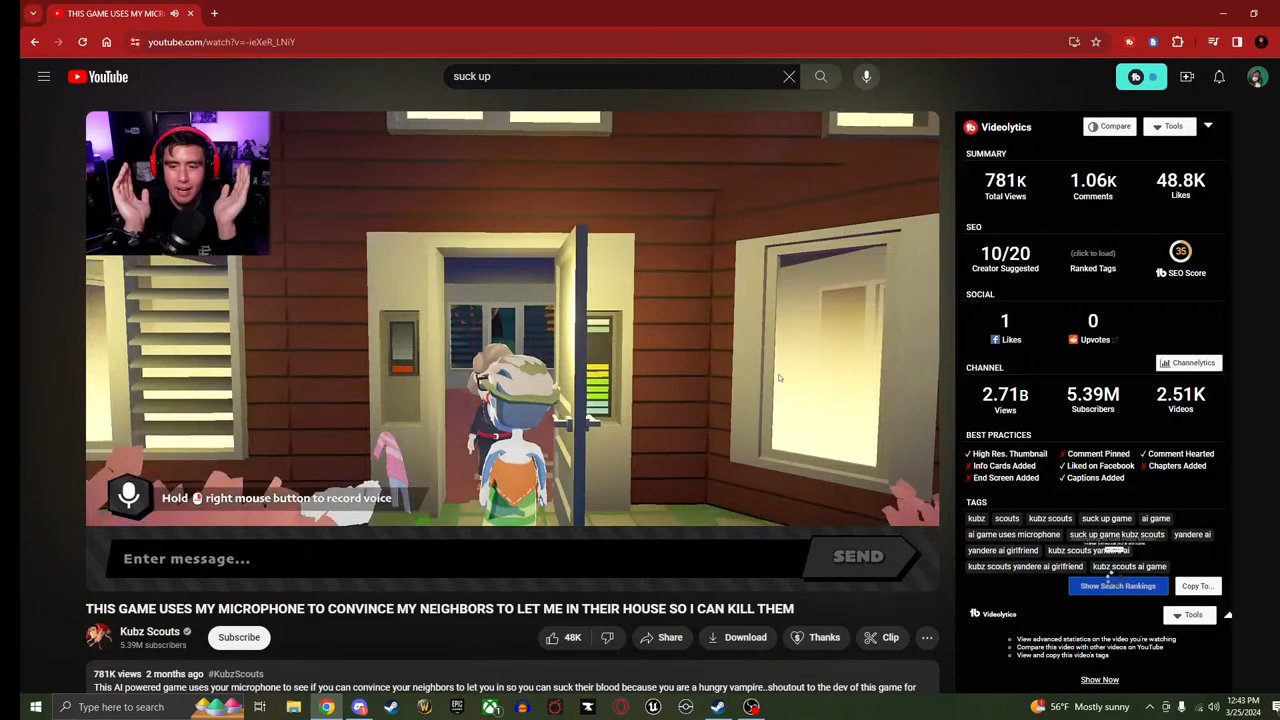 THIS GAME USES MY MICR
youtube.com/watch?v=-ieXeR_LNiY
YouTube
suck up
Hold right mouse button to record voice
Enter message...
SEND
THIS GAME USES MY MICROPHONE TO CONVINCE MY NEIGHBORS TO LET ME IN THEIR HOUSE SO I CAN KILL THEM
Kubz Scouts
5.39M subscribers
Subscribe
48K
Share
Download
Thanks
Clip
781K views 2 months ago #KubzScouts
This AI powered game uses your microphone to see if you can convince your neighbors to let you in so you can suck their blood because you are a hungry vampire..shoutout to the dev of this game for
Videolytics
Compare
Tools
SUMMARY
781K 1.06K 48.8K
Total Views Comments Likes
SEO
10/20 (click to load) 35
Creator Suggested Ranked Tags SEO Score
SOCIAL
1 0
Likes Upvotes
CHANNEL
Channelytics
2.71B 5.39M 2.51K
Views Subscribers Videos
BEST PRACTICES
✓ High Res. Thumbnail ✗ Comment Pinned ✓ Comment Hearted
✗ Info Cards Added ✓ Liked on Facebook ✗ Chapters Added
✗ End Screen Added ✓ Captions Added
TAGS
kubz scouts kubz scouts suck up game ai game
ai game uses microphone suck up game kubz scouts yandere ai
yandere ai girlfriend kubz scouts yandere ai
kubz scouts yandere ai girlfriend kubz scouts ai game
Show Search Rankings
Copy To...
Videolytics
Tools
View advanced statistics on the video you're watching
Compare this video with other videos on YouTube
View and copy this video's tags
Show Now
Type here to search
56°F Mostly sunny
12:43 PM
3/25/2024